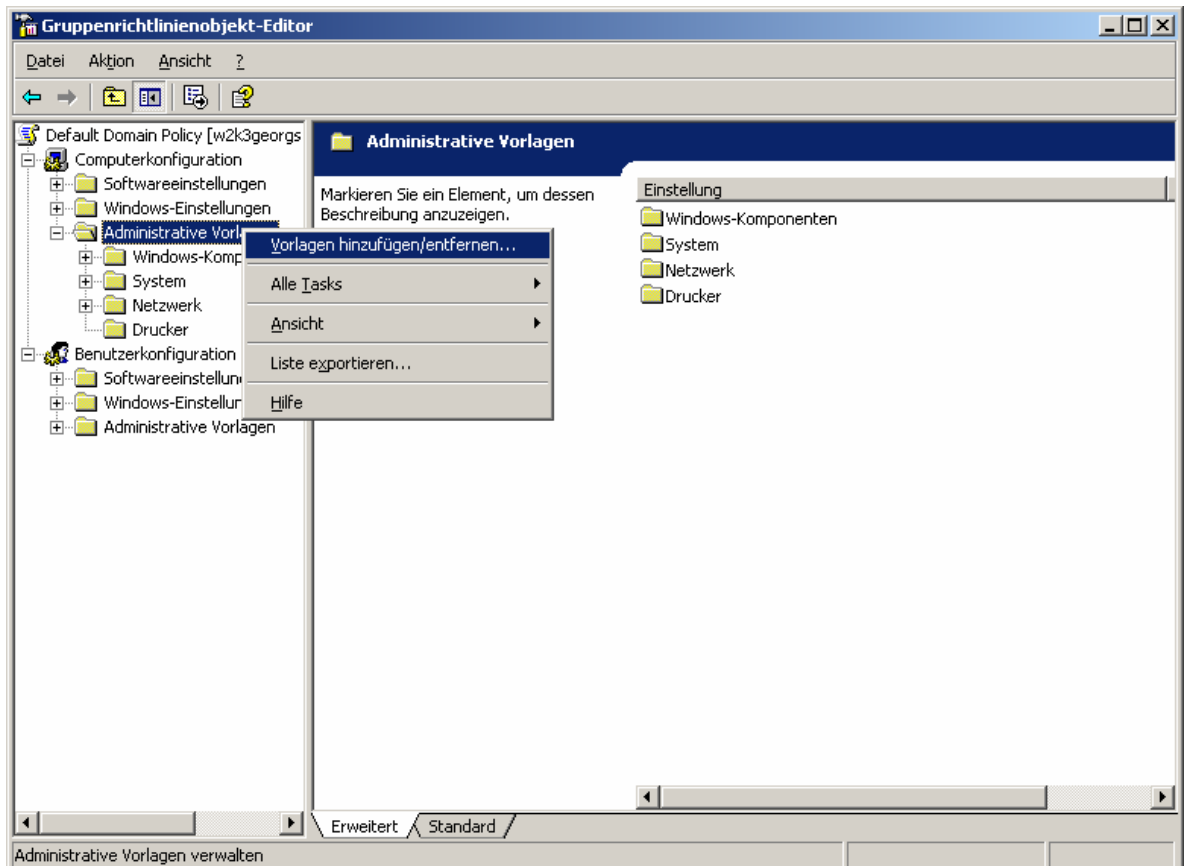 Gruppenrichtlinienobjekt-Editor
Datei Aktion Ansicht ?
Default Domain Policy [w2k3georgs
Computerkonfiguration
Softwareeinstellungen
Windows-Einstellungen
Administrative Vorl
Windows-Komp
System
Netzwerk
Drucker
Benutzerkonfiguration
Softwareeinstellun
Windows-Einstellur
Administrative Vorlagen
Vorlagen hinzufügen/entfernen...
Alle Tasks
Ansicht
Liste exportieren...
Hilfe
Administrative Vorlagen
Markieren Sie ein Element, um dessen
Beschreibung anzuzeigen.
Einstellung
Windows-Komponenten
System
Netzwerk
Drucker
Erweitert Standard
Administrative Vorlagen verwalten